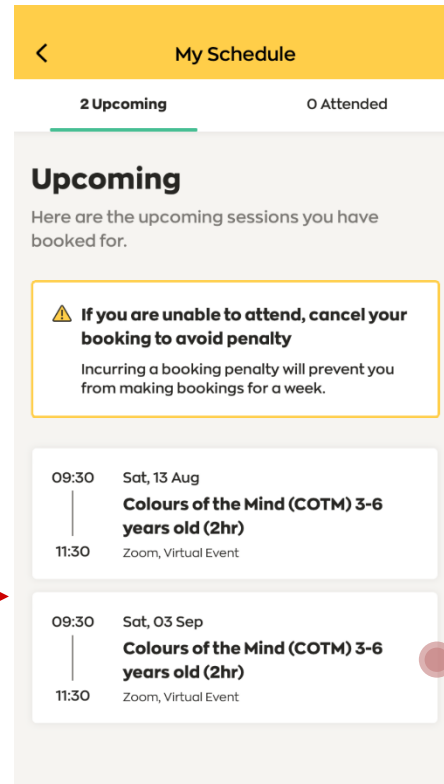 My Schedule
2 Upcoming
0 Attended
Upcoming
Here are the upcoming sessions you have
booked for.
If you are unable to attend, cancel your
booking to avoid penalty
Incurring a booking penalty will prevent you
from making bookings for a week.
09:30
Sat, 13 Aug
Colours of the Mind (COTM) 3-6
years old (2hr)
11:30
Zoom, Virtual Event
09:30
Sat, 03 Sep
Colours of the Mind (COTM) 3-6
years old (2hr)
11:30
Zoom, Virtual Event